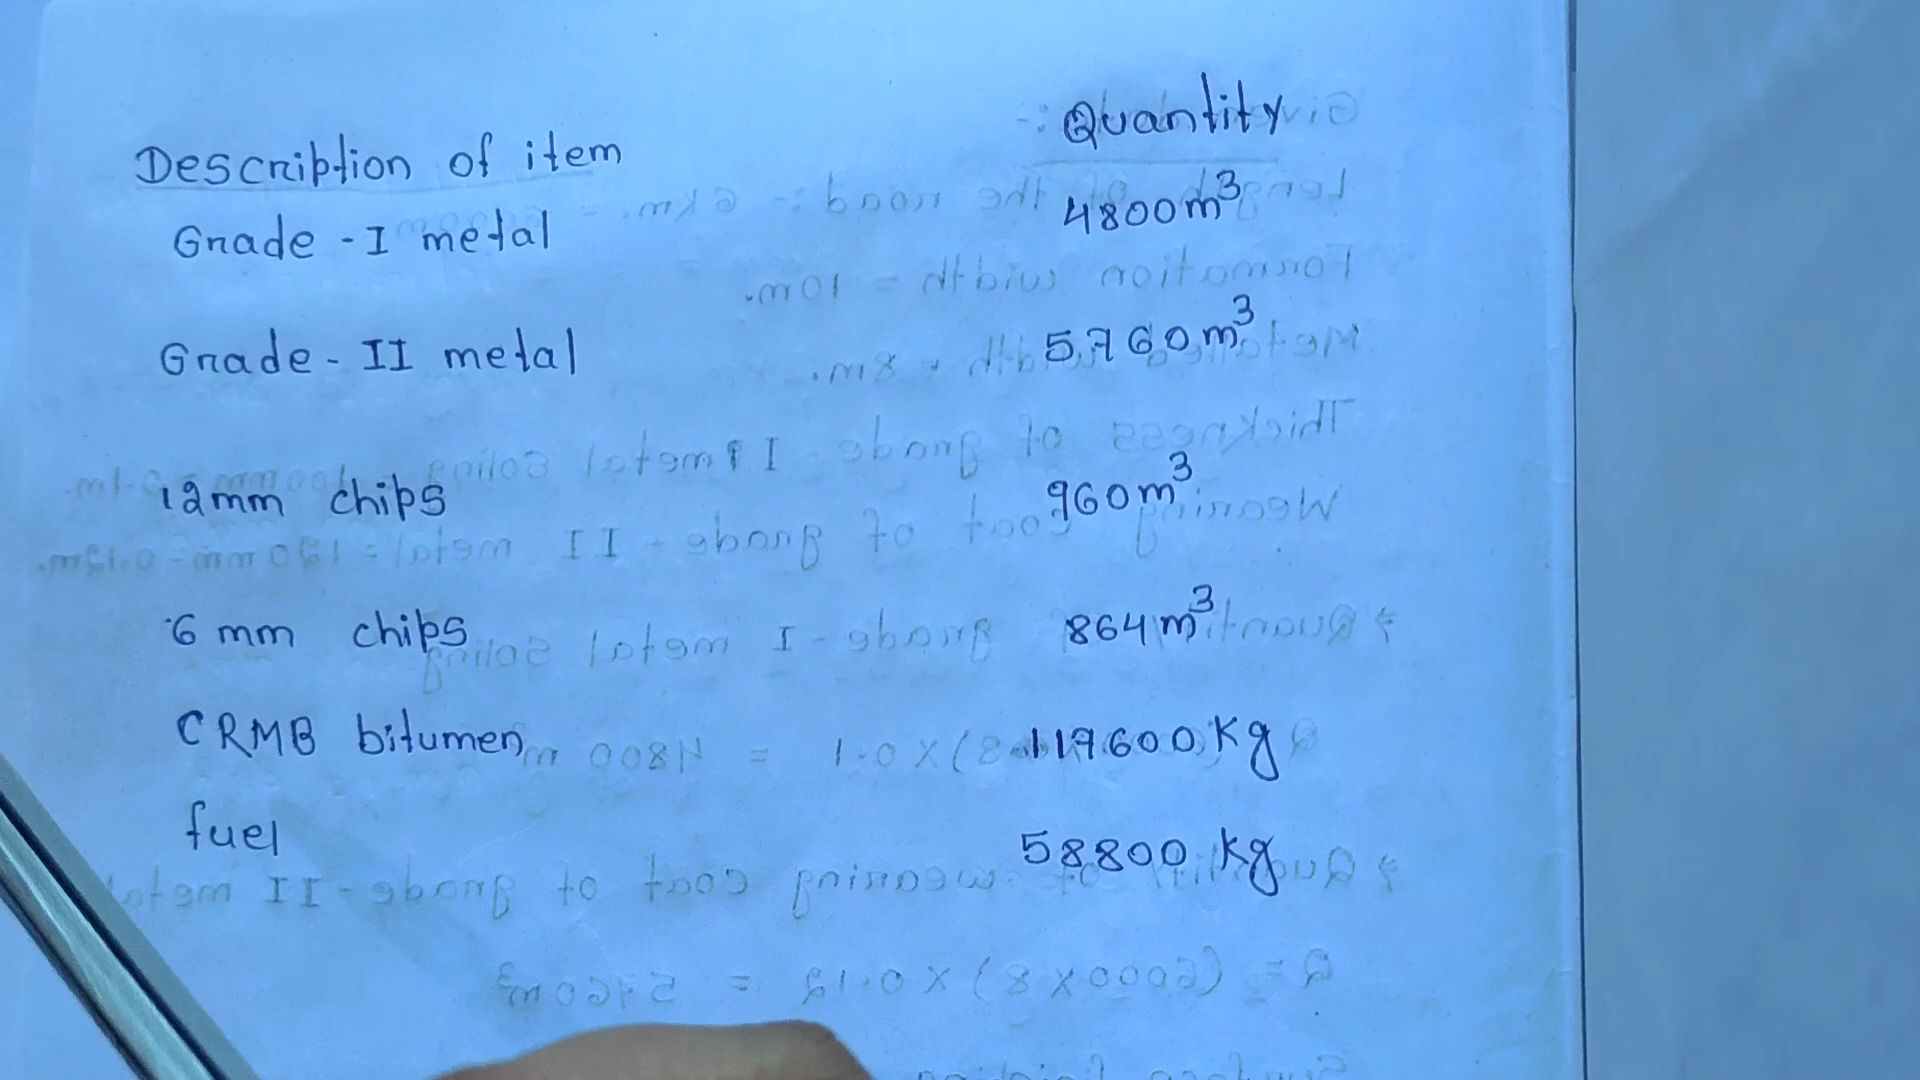 Description of item Quantity
Grade - I metal 4800m³
Grade - II metal 5760m³
12mm chips 960m³
6 mm chips 864m³
CRMB bitumen 117600 kg
fuel 58800 kg